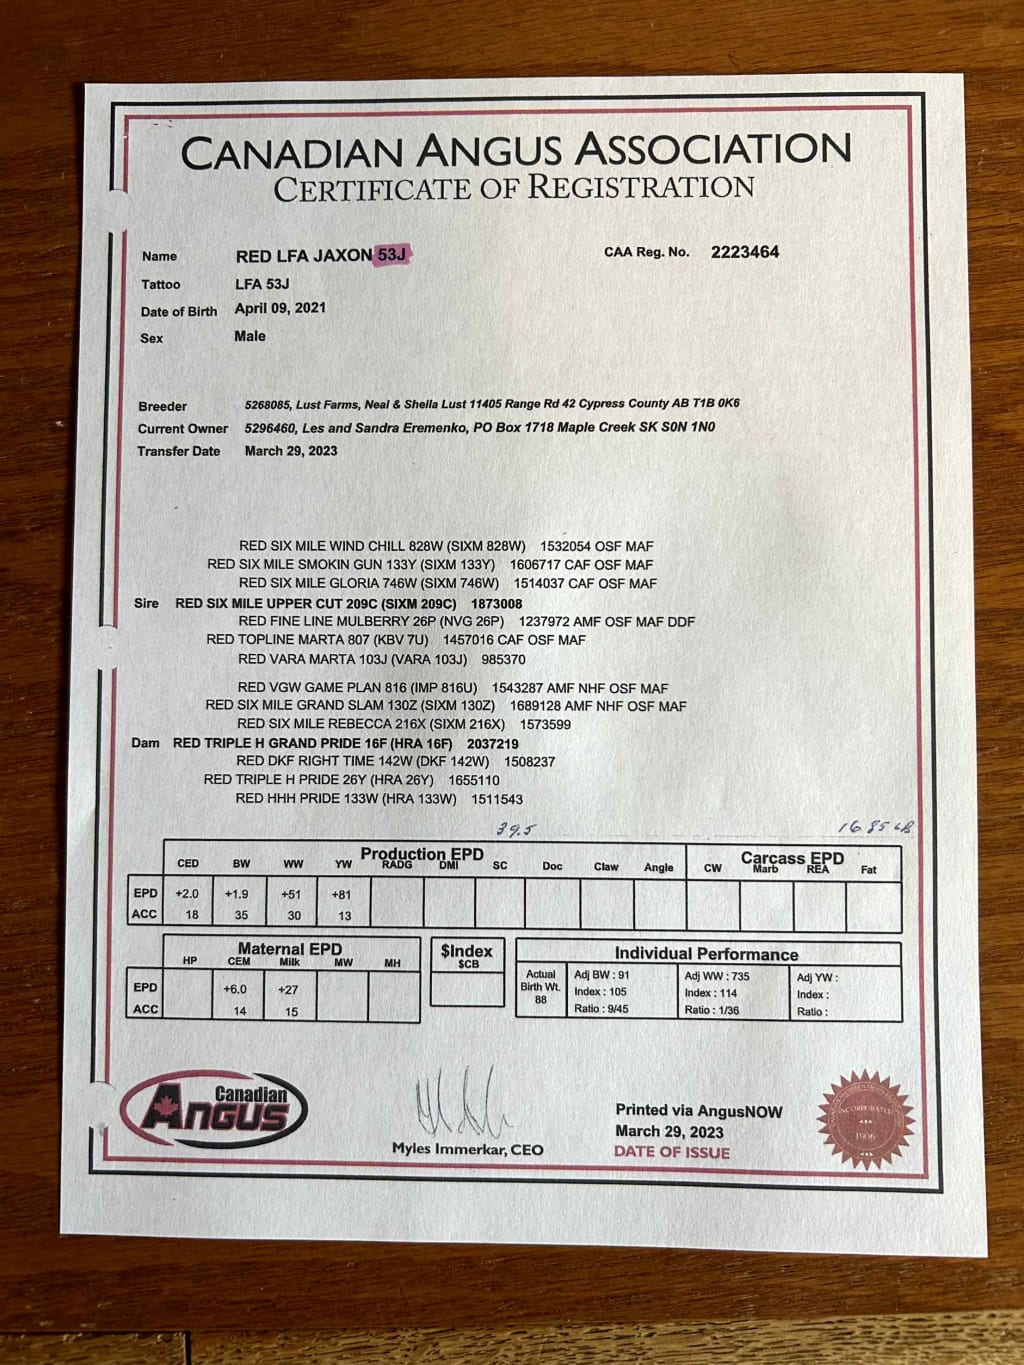 CANADIAN ANGUS ASSOCIATION
CERTIFICATE OF REGISTRATION
Name RED LFA JAXON 53J CAA Reg. No. 2223464
Tattoo LFA 53J
Date of Birth April 09, 2021
Sex Male
Breeder 5268085, Lust Farms, Neal & Sheila Lust 11405 Range Rd 42 Cypress County AB T1B 0K6
Current Owner 5296460, Les and Sandra Eremenko, PO Box 1718 Maple Creek SK S0N 1N0
Transfer Date March 29, 2023
RED SIX MILE WIND CHILL 828W (SIXM 828W) 1532054 OSF MAF
RED SIX MILE SMOKIN GUN 133Y (SIXM 133Y) 1606717 CAF OSF MAF
RED SIX MILE GLORIA 746W (SIXM 746W) 1514037 CAF OSF MAF
Sire RED SIX MILE UPPER CUT 209C (SIXM 209C) 1873008
RED FINE LINE MULBERRY 26P (NVG 26P) 1237972 AMF OSF MAF DDF
RED TOPLINE MARTA 807 (KBV 7U) 1457016 CAF OSF MAF
RED VARA MARTA 103J (VARA 103J) 985370
RED VGW GAME PLAN 816 (IMP 816U) 1543287 AMF NHF OSF MAF
RED SIX MILE GRAND SLAM 130Z (SIXM 130Z) 1689128 AMF NHF OSF MAF
RED SIX MILE REBECCA 216X (SIXM 216X) 1573599
Dam RED TRIPLE H GRAND PRIDE 16F (HRA 16F) 2037219
RED DKF RIGHT TIME 142W (DKF 142W) 1508237
RED TRIPLE H PRIDE 26Y (HRA 26Y) 1655110
RED HHH PRIDE 133W (HRA 133W) 1511543
39.5 1685 LB
Production EPD Carcass EPD
CED BW WW YW RADG DMI SC Doc Claw Angle CW Marb REA Fat
EPD +2.0 +1.9 +51 +81
ACC 18 35 30 13
Maternal EPD $Index Individual Performance
HP CEM Milk MW MH $CB
EPD +6.0 +27
ACC 14 15
Actual Birth Wt. 88
Adj BW : 91 Adj WW : 735 Adj YW :
Index : 105 Index : 114 Index :
Ratio : 9/45 Ratio : 1/36 Ratio :
Canadian
ANGUS
Myles Immerkar, CEO
Printed via AngusNOW
March 29, 2023
DATE OF ISSUE
INCORPORATED
1906